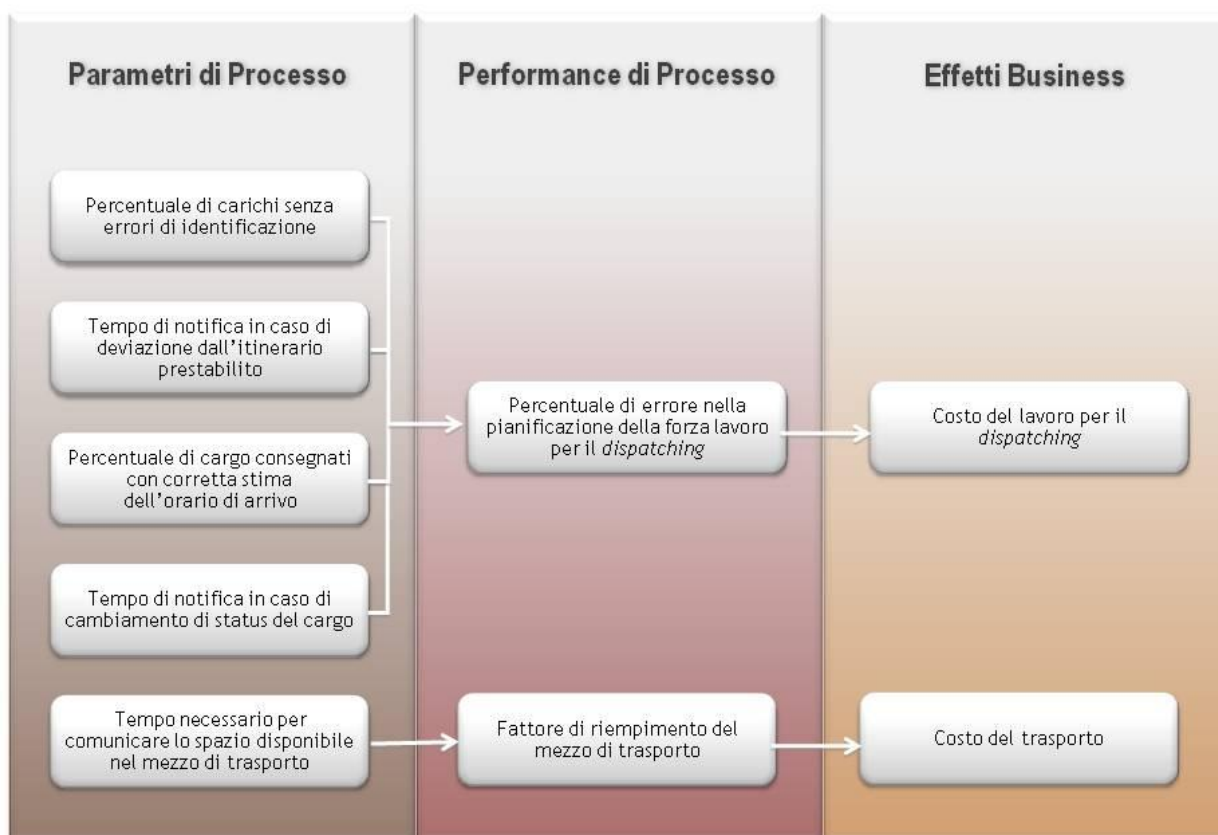 Parametri di Processo
Performance di Processo
Effetti Business
Percentuale di carichi senza
errori di identificazione
Tempo di notifica in caso di
deviazione dall'itinerario
prestabilito
Percentuale di cargo consegnati
con corretta stima
dell'orario di arrivo
Tempo di notifica in caso di
cambiamento di status del cargo
Tempo necessario per
comunicare lo spazio disponibile
nel mezzo di trasporto
Percentuale di errore nella
pianificazione della forza lavoro
per il dispatching
Fattore di riempimento del
mezzo di trasporto
Costo del lavoro per il
dispatching
Costo del trasporto